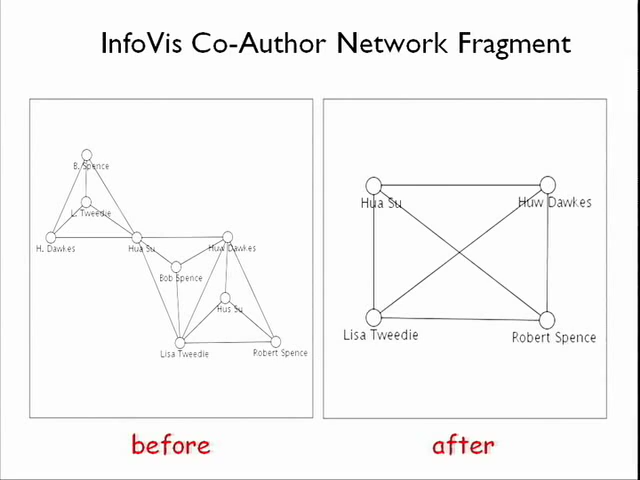 InfoVis Co-Author Network Fragment
B. Spence
L. Tweedie
H. Dawkes
Hua Su
Huw Dawkes
Bob Spence
Hus Su
Lisa Tweedie
Robert Spence
Hua Su
Huw Dawkes
Lisa Tweedie
Robert Spence
before
after